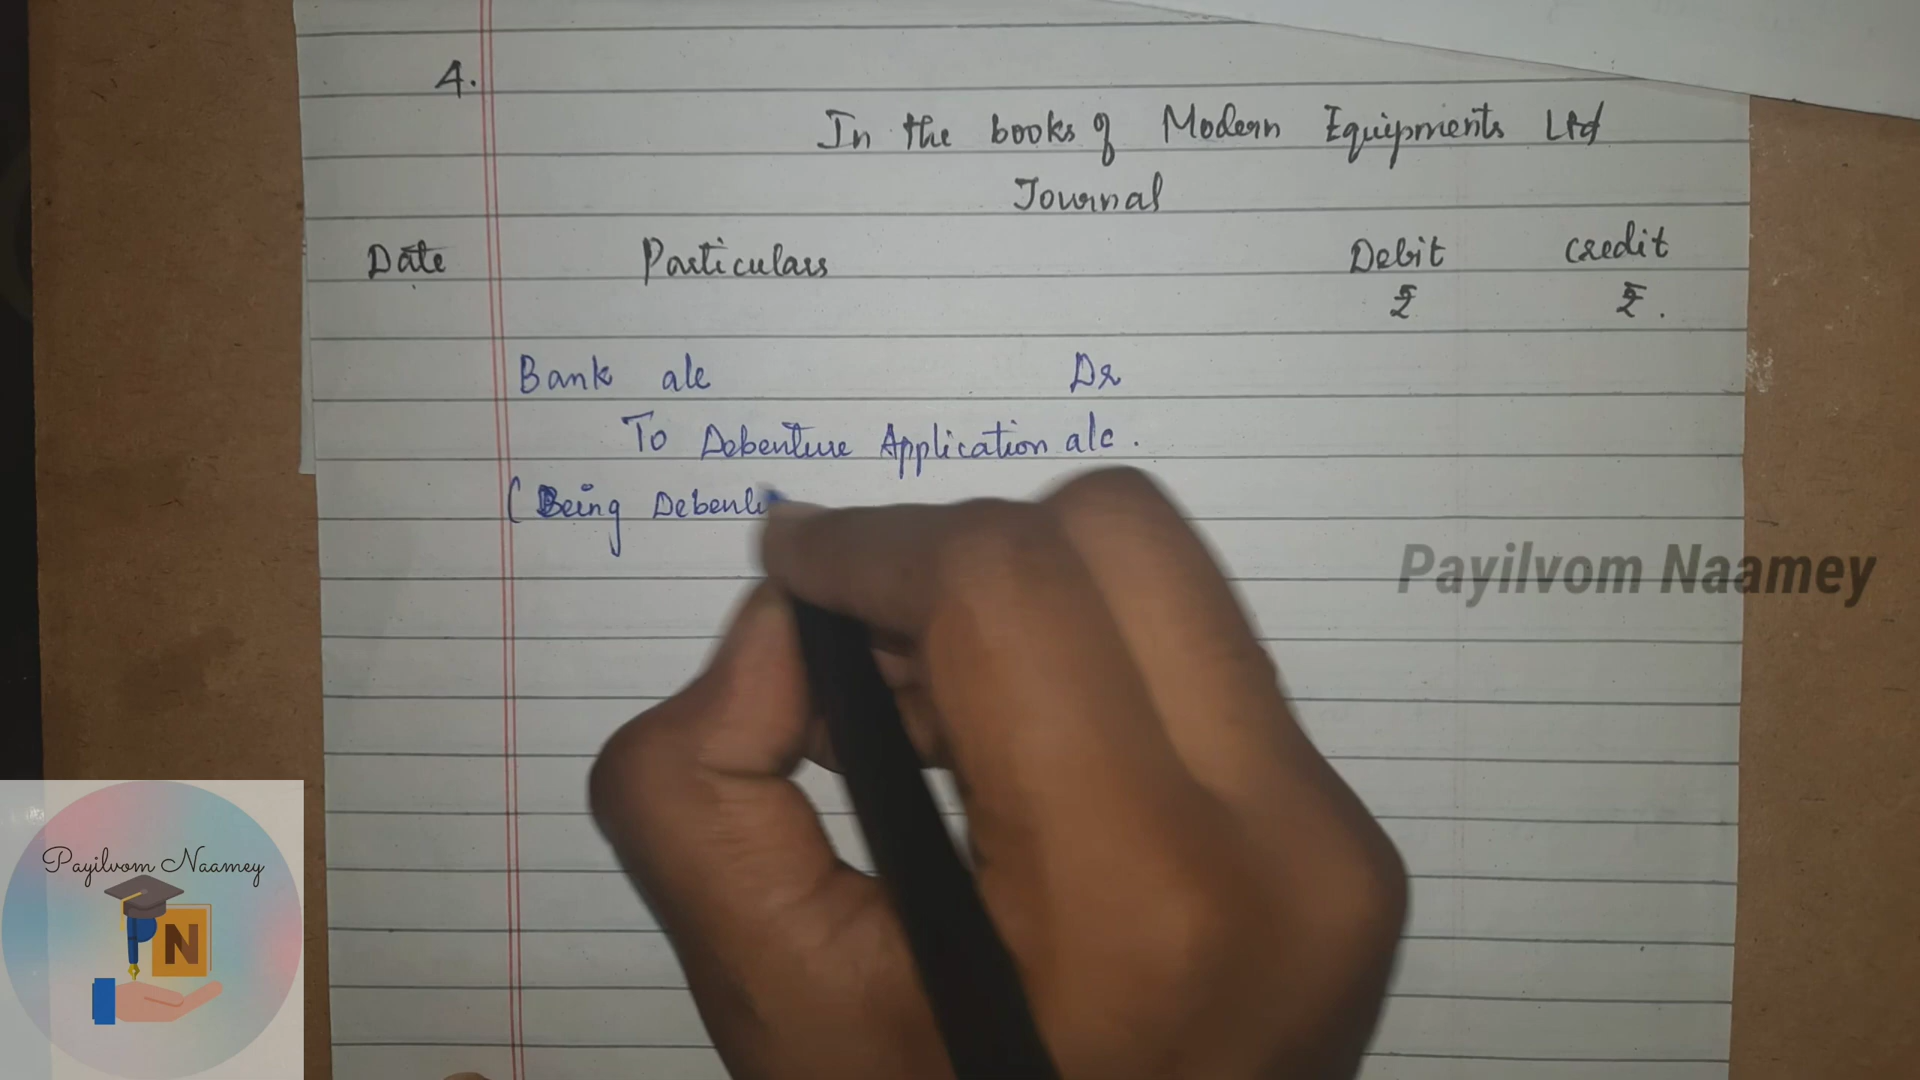 4.
In the books of Modern Equipments Ltd
Journal
Date Particulars Debit Credit
₹ ₹.
Bank a/c Dr
To Debenture Application a/c.
( Being
Payilvom Naamey
Payilvom Naamey
PN